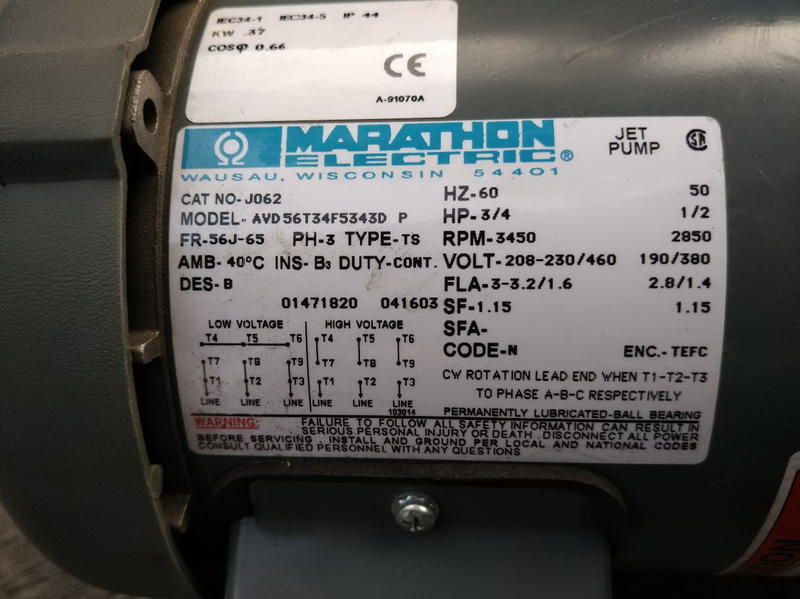 IEC34-1 IEC34-5 IP 44
KW .37
COSφ 0.66
CE
A-91070A
MARATHON
ELECTRIC®
WAUSAU, WISCONSIN 54401
JET
PUMP
SA
CAT NO-J062
MODEL- AVD56T34F5343D P
FR-56J-65 PH-3 TYPE-TS
AMB-40°C INS-B3 DUTY-CONT.
DES-B
01471820 041603
HZ-60 50
HP-3/4 1/2
RPM-3450 2850
VOLT-208-230/460 190/380
FLA-3-3.2/1.6 2.8/1.4
SF-1.15 1.15
SFA-
CODE-N ENC.-TEFC
LOW VOLTAGE HIGH VOLTAGE
T4 T5 T6 T4 T5 T6
T7 T8 T9 T7 T8 T9
T1 T2 T3 T1 T2 T3
LINE LINE LINE LINE LINE LINE
103014
CW ROTATION LEAD END WHEN T1-T2-T3
TO PHASE A-B-C RESPECTIVELY
PERMANENTLY LUBRICATED-BALL BEARING
WARNING: FAILURE TO FOLLOW ALL SAFETY INFORMATION CAN RESULT IN
SERIOUS PERSONAL INJURY OR DEATH. DISCONNECT ALL POWER
BEFORE SERVICING. INSTALL AND GROUND PER LOCAL AND NATIONAL CODES
CONSULT QUALIFIED PERSONNEL WITH ANY QUESTIONS